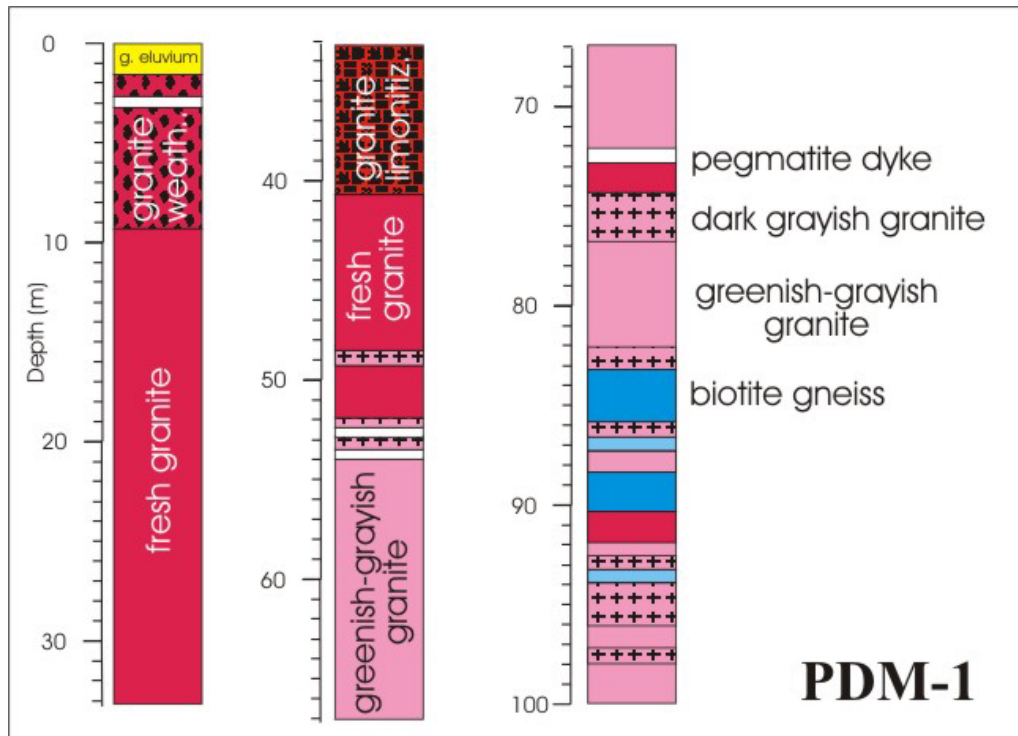 Depth (m)
0
10
20
30
g. eluvium
granite
weath.
fresh granite
40
50
60
granite
limonitiz.
fresh
granite
greenish-grayish
granite
70
80
90
100
pegmatite dyke
dark grayish granite
greenish-grayish
granite
biotite gneiss
PDM-1